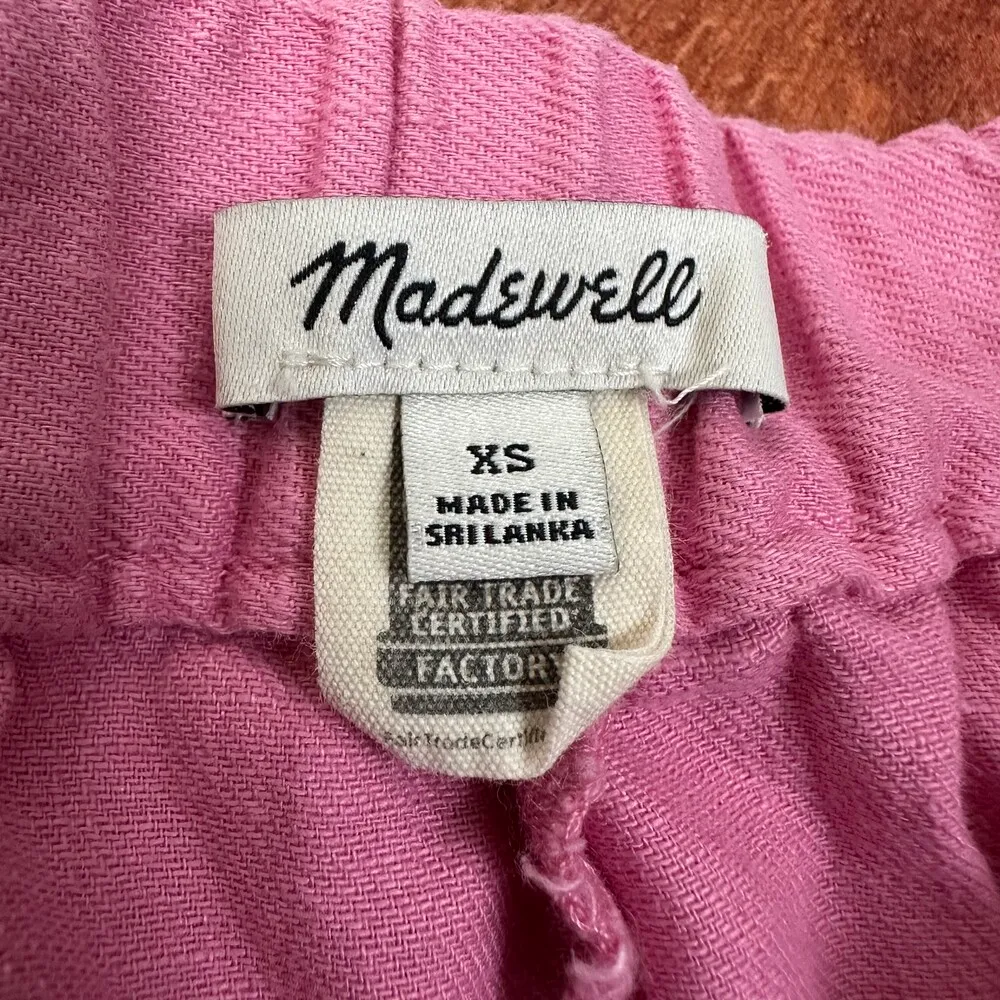 Madewell
XS
MADE IN
SRI LANKA
FAIR TRADE
CERTIFIED
FACTORY